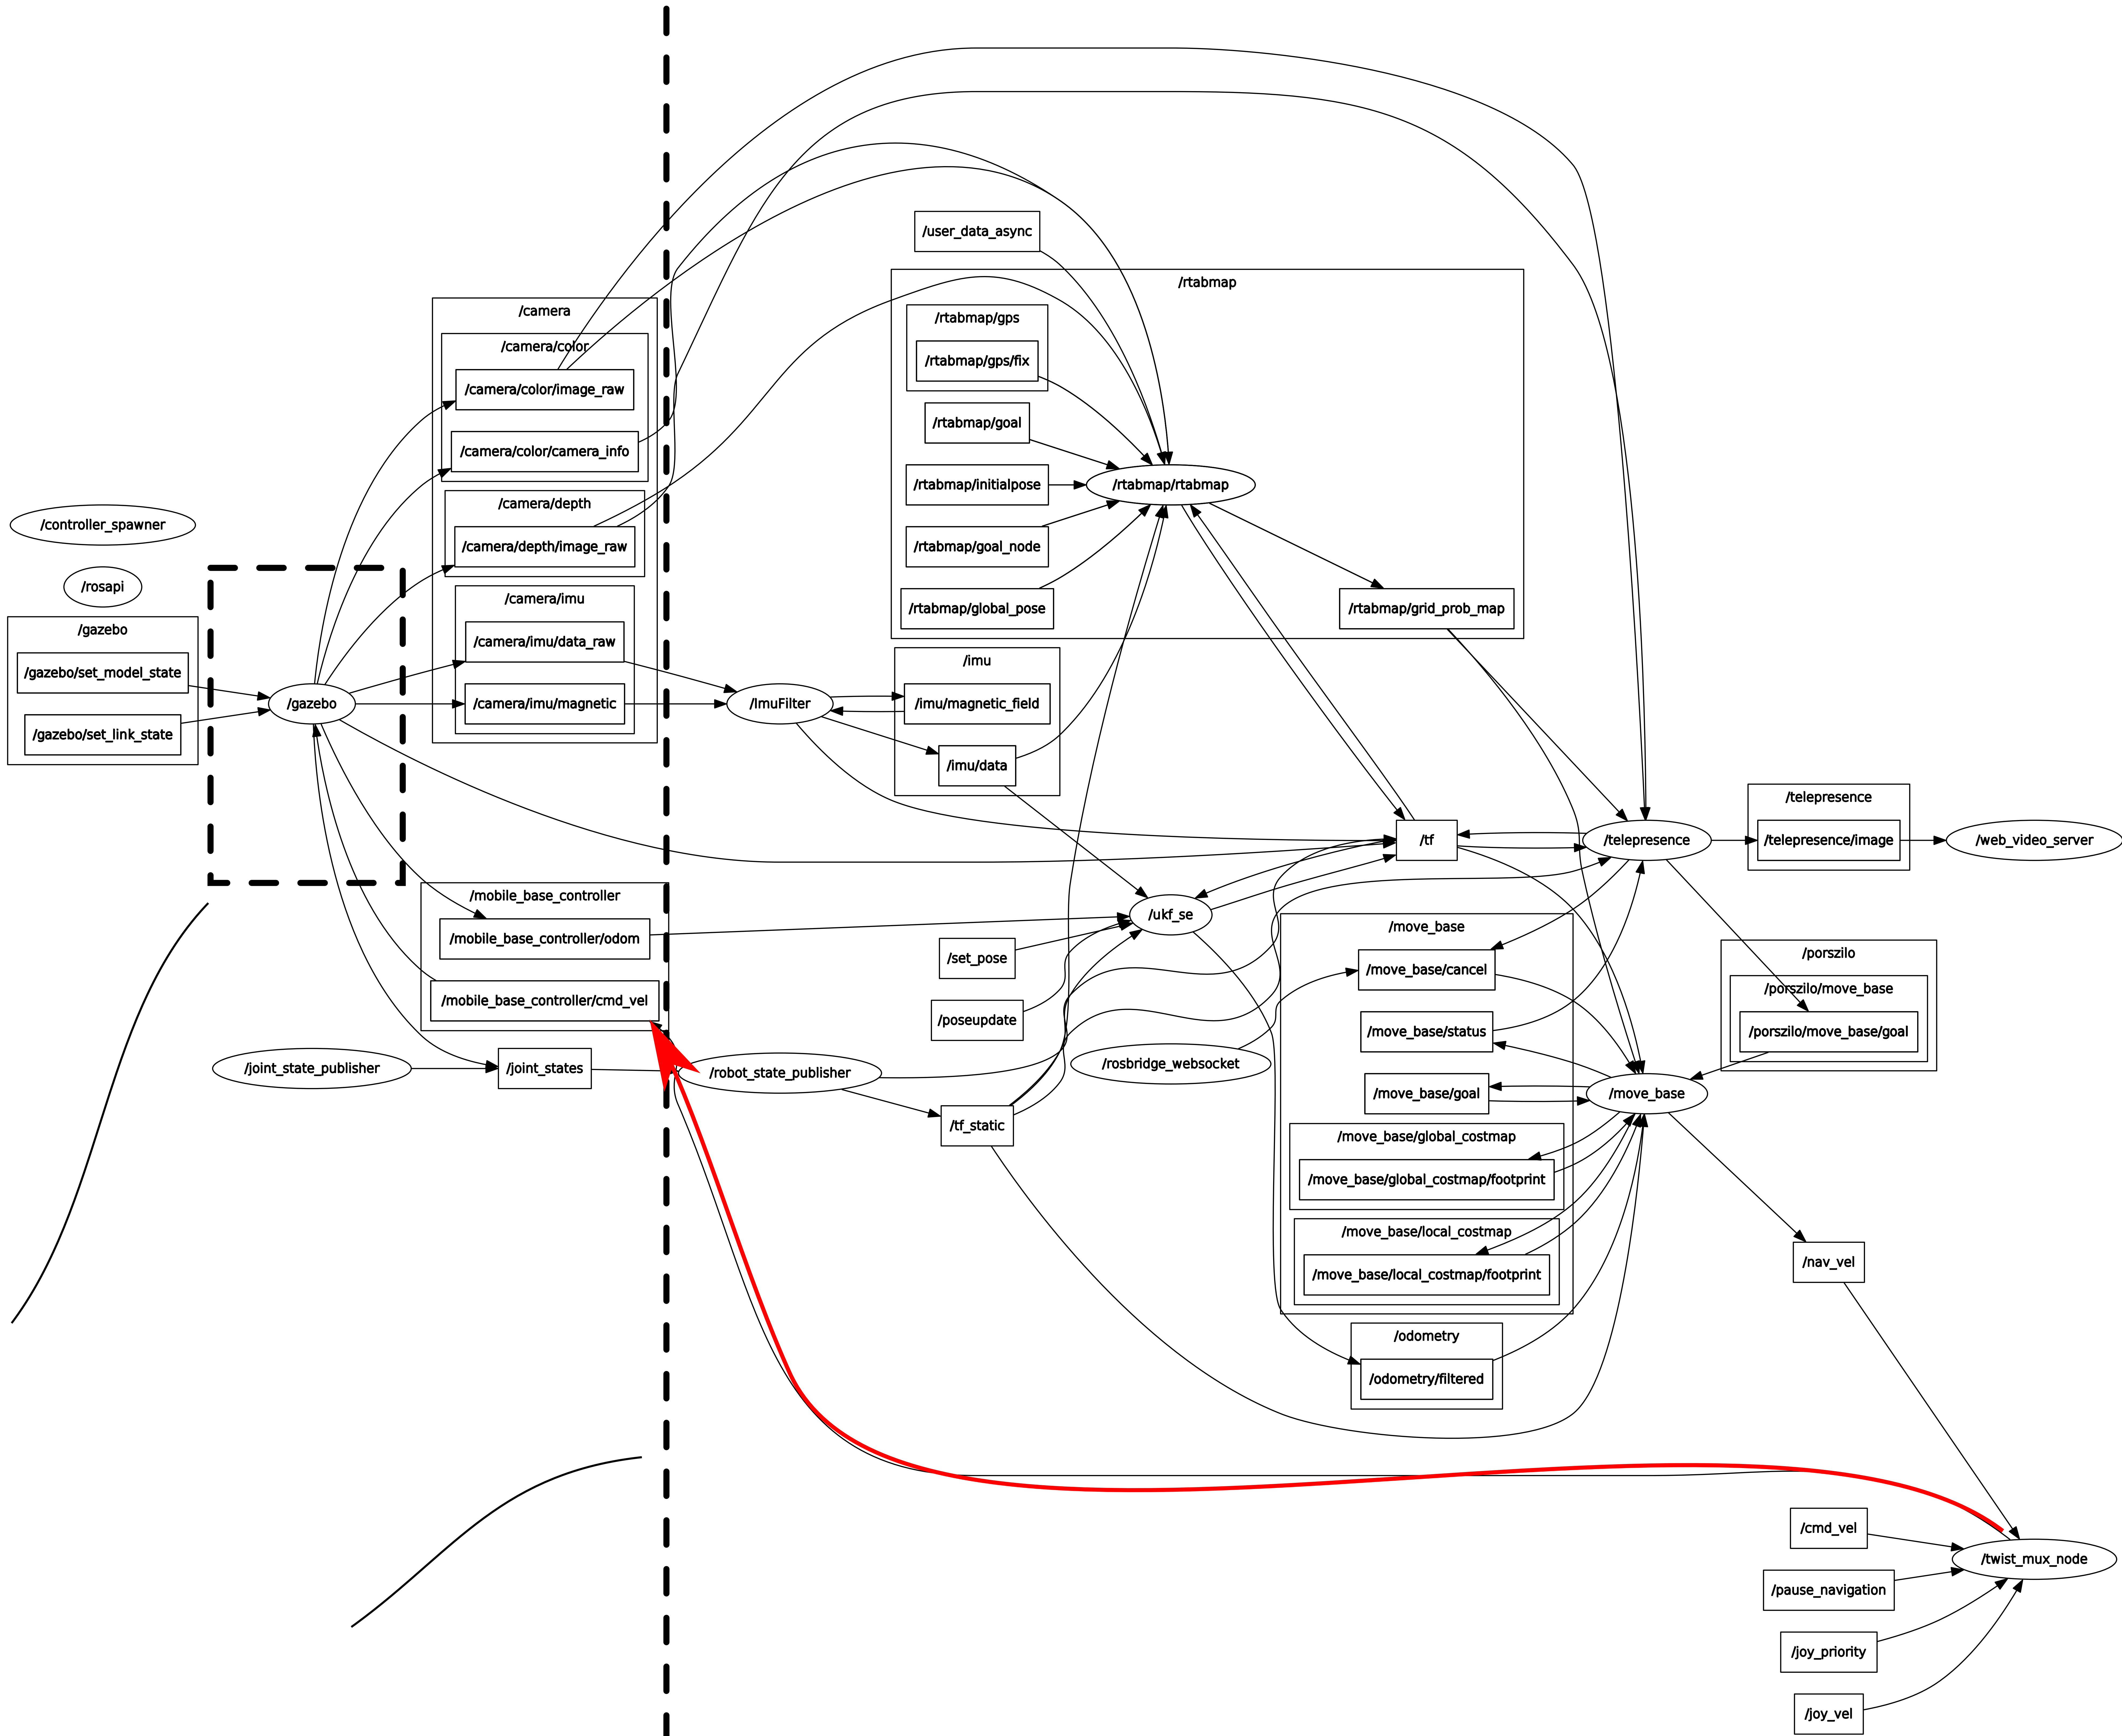 /user_data_async
/rtabmap
/rtabmap/gps
/rtabmap/gps/fix
/rtabmap/goal
/rtabmap/initialpose
/rtabmap/goal_node
/rtabmap/global_pose
/rtabmap/rtabmap
/rtabmap/grid_prob_map
/camera
/camera/color
/camera/color/image_raw
/camera/color/camera_info
/camera/depth
/camera/depth/image_raw
/camera/imu
/camera/imu/data_raw
/camera/imu/magnetic
/controller_spawner
/rosapi
/gazebo
/gazebo/set_model_state
/gazebo/set_link_state
/gazebo
/ImuFilter
/imu
/imu/magnetic_field
/imu/data
/tf
/telepresence
/telepresence
/telepresence/image
/web_video_server
/mobile_base_controller
/mobile_base_controller/odom
/mobile_base_controller/cmd_vel
/ukf_se
/set_pose
/poseupdate
/joint_state_publisher
/joint_states
/robot_state_publisher
/tf_static
/rosbridge_websocket
/move_base
/move_base/cancel
/move_base/status
/move_base/goal
/move_base/global_costmap
/move_base/global_costmap/footprint
/move_base/local_costmap
/move_base/local_costmap/footprint
/odometry
/odometry/filtered
/porszilo
/porszilo/move_base
/porszilo/move_base/goal
/move_base
/nav_vel
/cmd_vel
/pause_navigation
/joy_priority
/joy_vel
/twist_mux_node